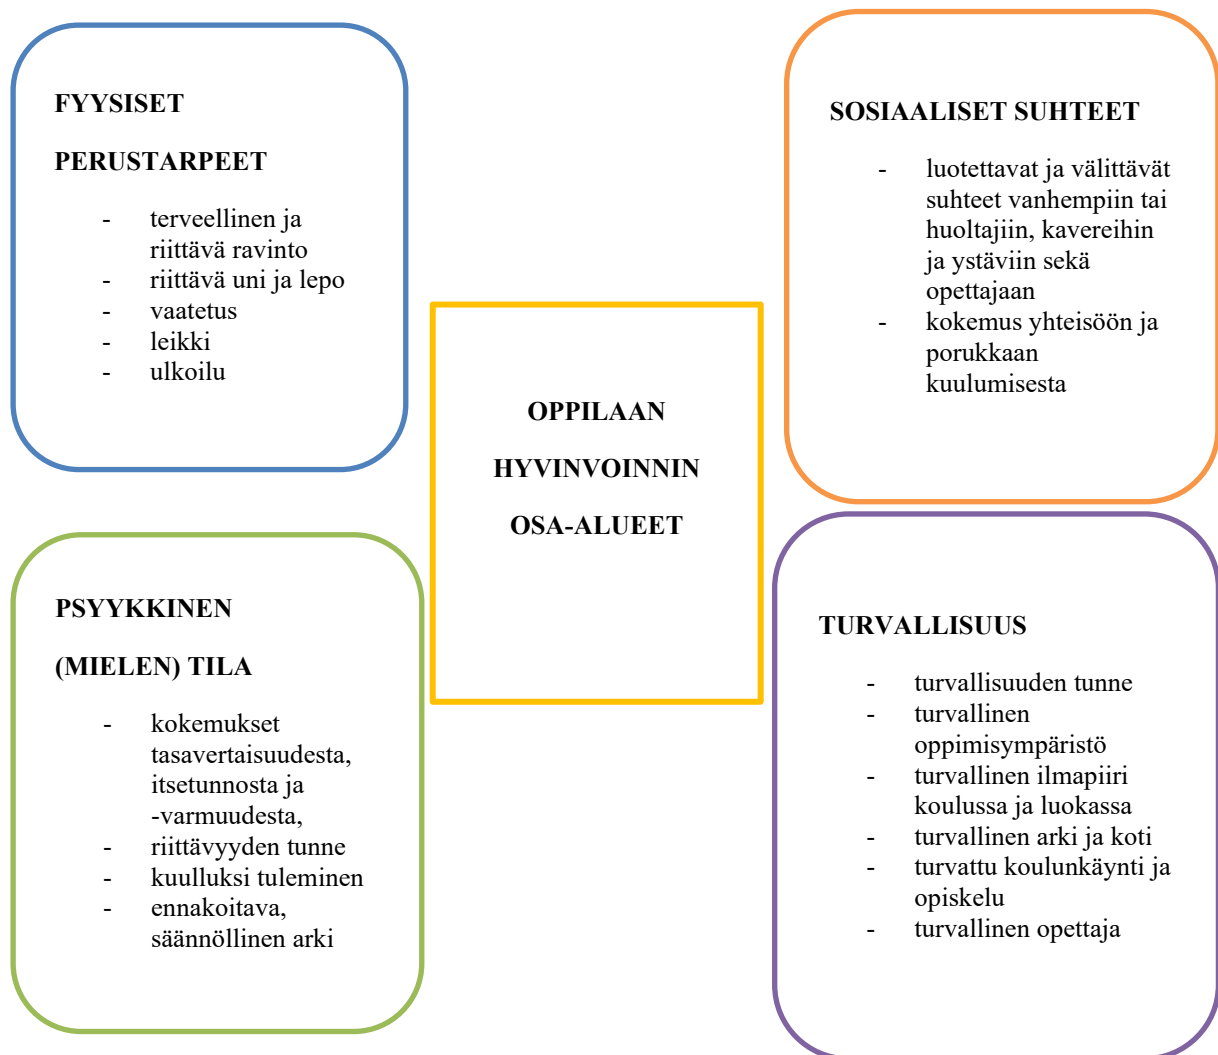 FYYSISET
PERUSTARPEET
- terveellinen ja
riittävä ravinto
- riittävä uni ja lepo
- vaatetus
- leikki
- ulkoilu
SOSIAALISET SUHTEET
- luotettavat ja välittävät
suhteet vanhempiin tai
huoltajiin, kavereihin
ja ystäviin sekä
opettajaan
- kokemus yhteisöön ja
porukkaan
kuulumisesta
OPPILAAN
HYVINVOINNIN
OSA-ALUEET
PSYYKKINEN
(MIELEN) TILA
- kokemukset
tasavertaisuudesta,
itsetunnosta ja
-varmuudesta,
- riittävyyden tunne
- kuulluksi tuleminen
- ennakoitava,
säännöllinen arki
TURVALLISUUS
- turvallisuuden tunne
- turvallinen
oppimisympäristö
- turvallinen ilmapiiri
koulussa ja luokassa
- turvallinen arki ja koti
- turvattu koulunkäynti ja
opiskelu
- turvallinen opettaja